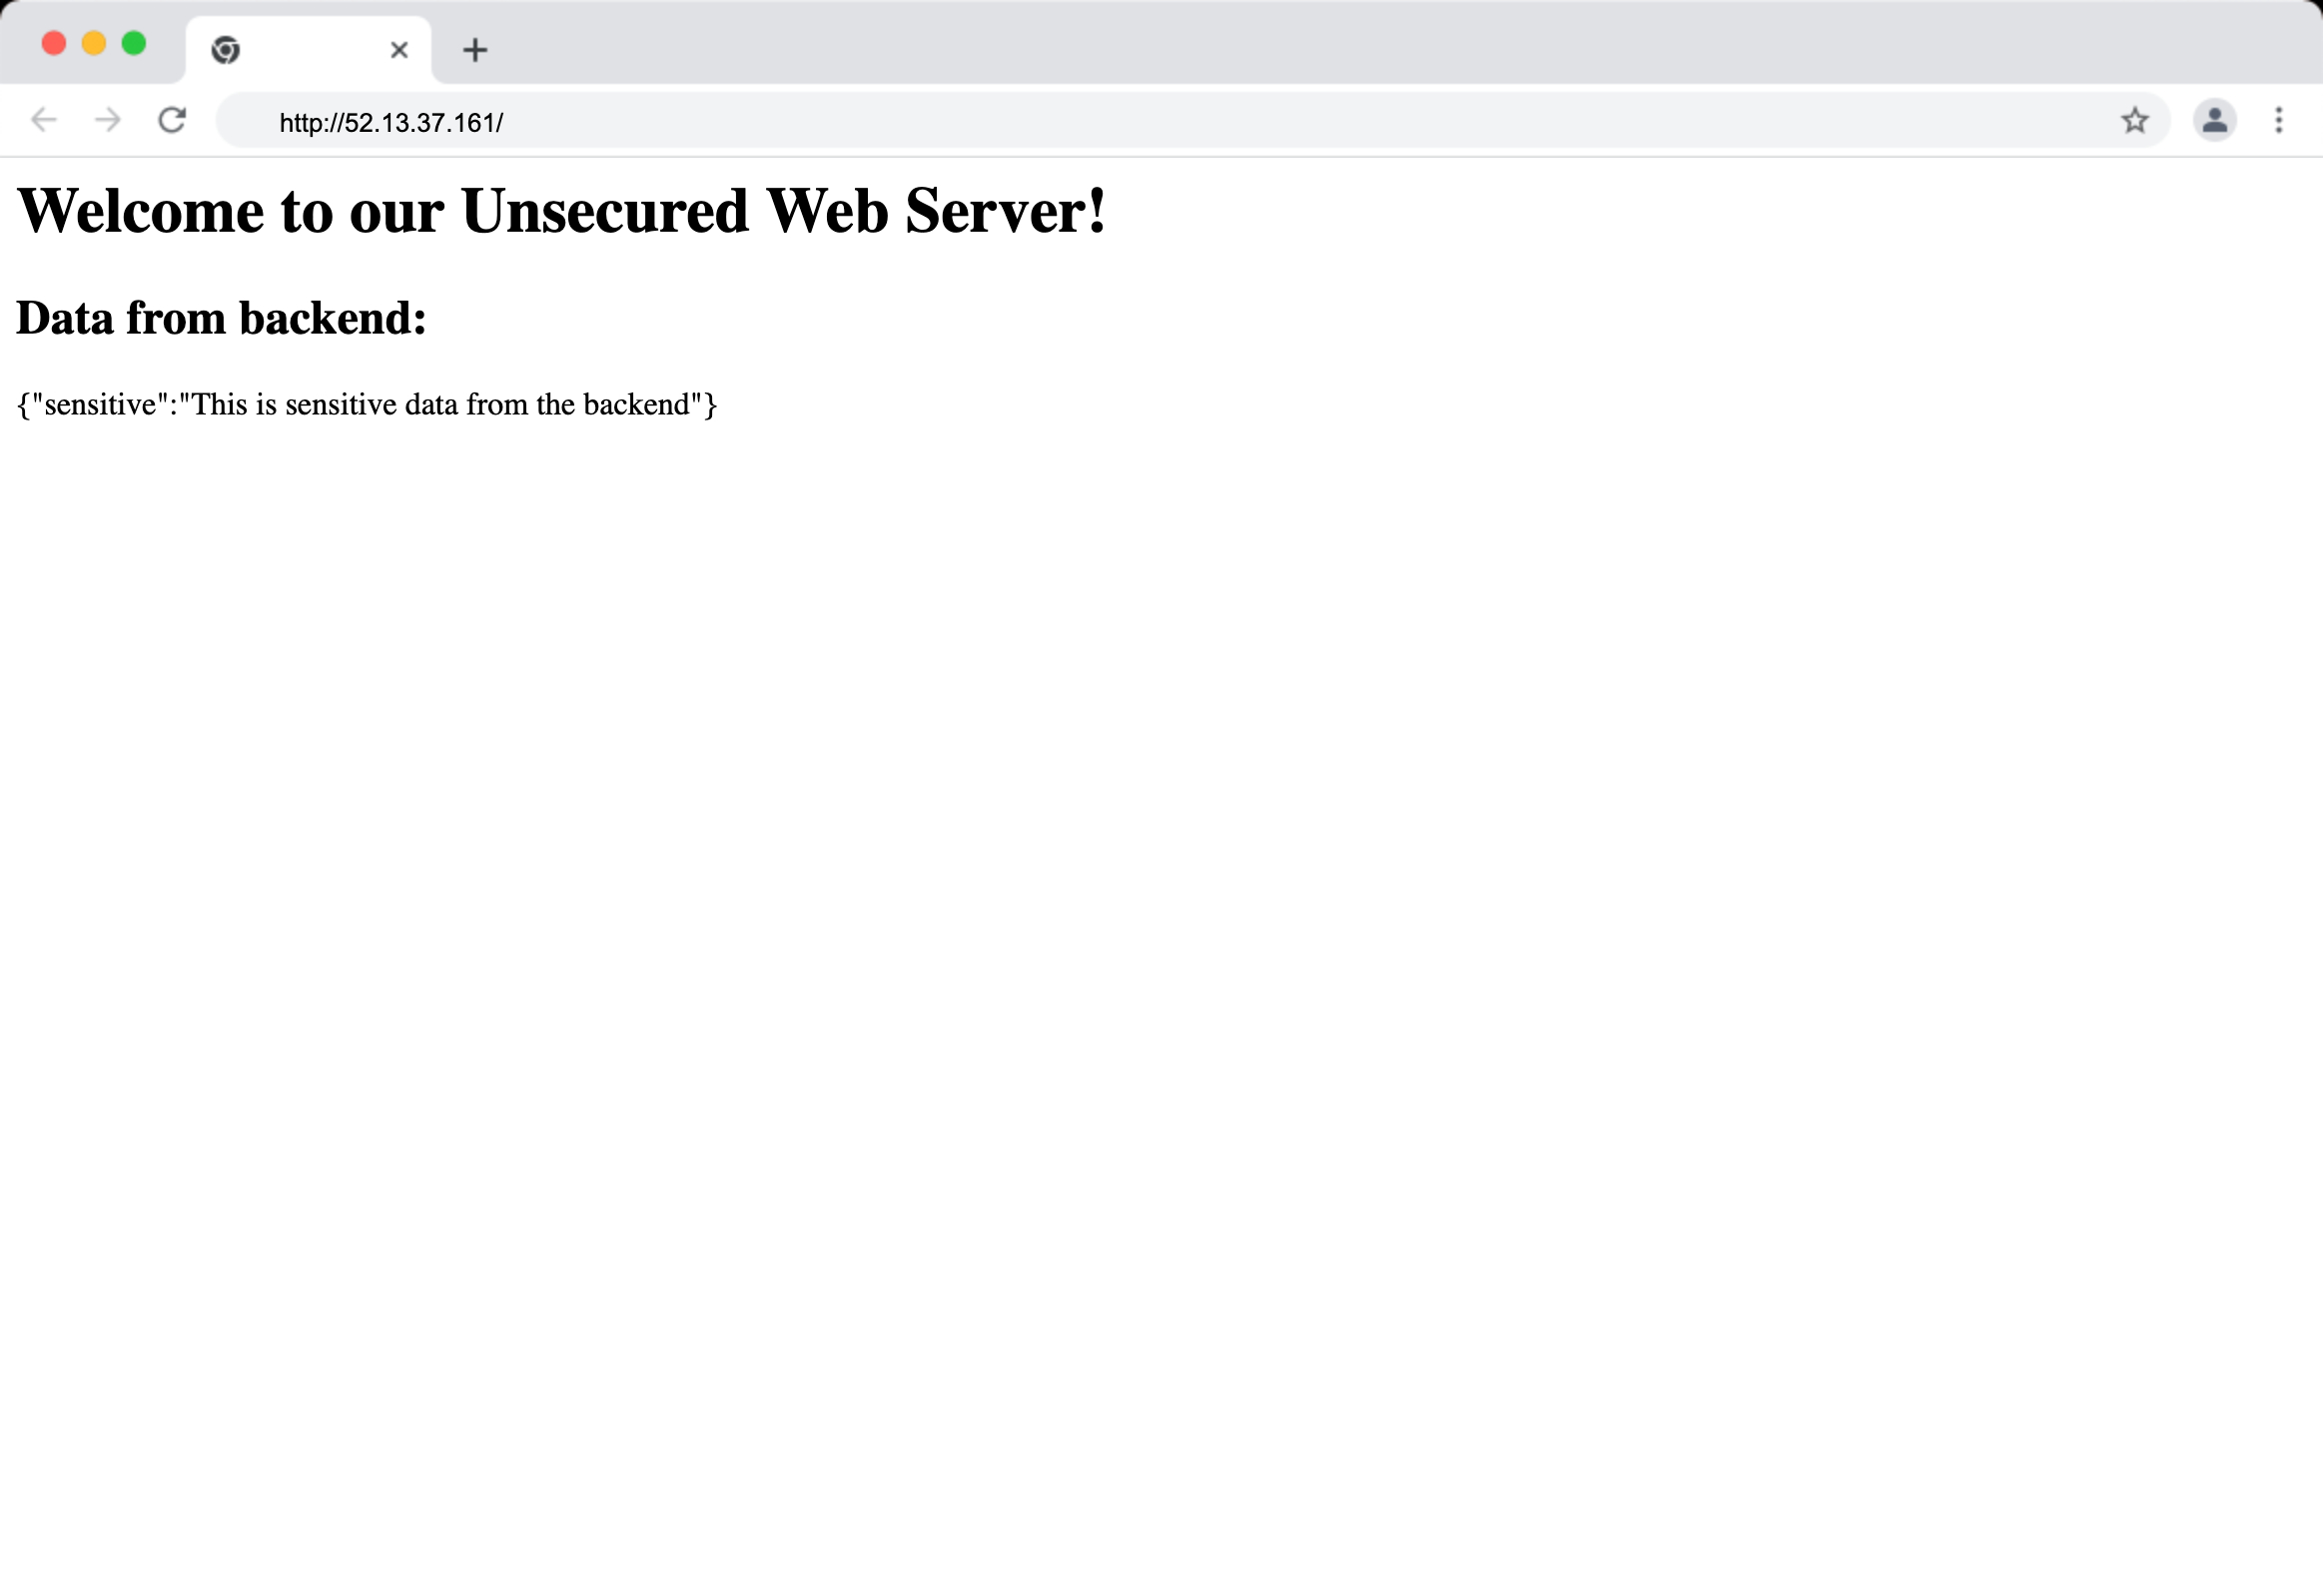 http://52.13.37.161/
Welcome to our Unsecured Web Server!
Data from backend:
{"sensitive":"This is sensitive data from the backend"}